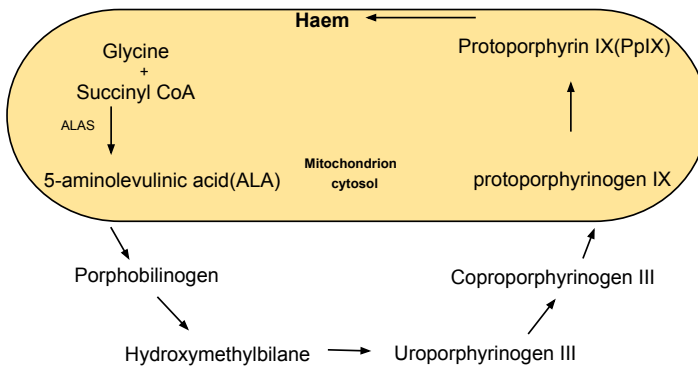 Haem
Glycine
+
Succinyl CoA
ALAS
5-aminolevulinic acid(ALA)
Mitochondrion
cytosol
Protoporphyrin IX(PpIX)
protoporphyrinogen IX
Porphobilinogen
Hydroxymethylbilane
Uroporphyrinogen III
Coproporphyrinogen III